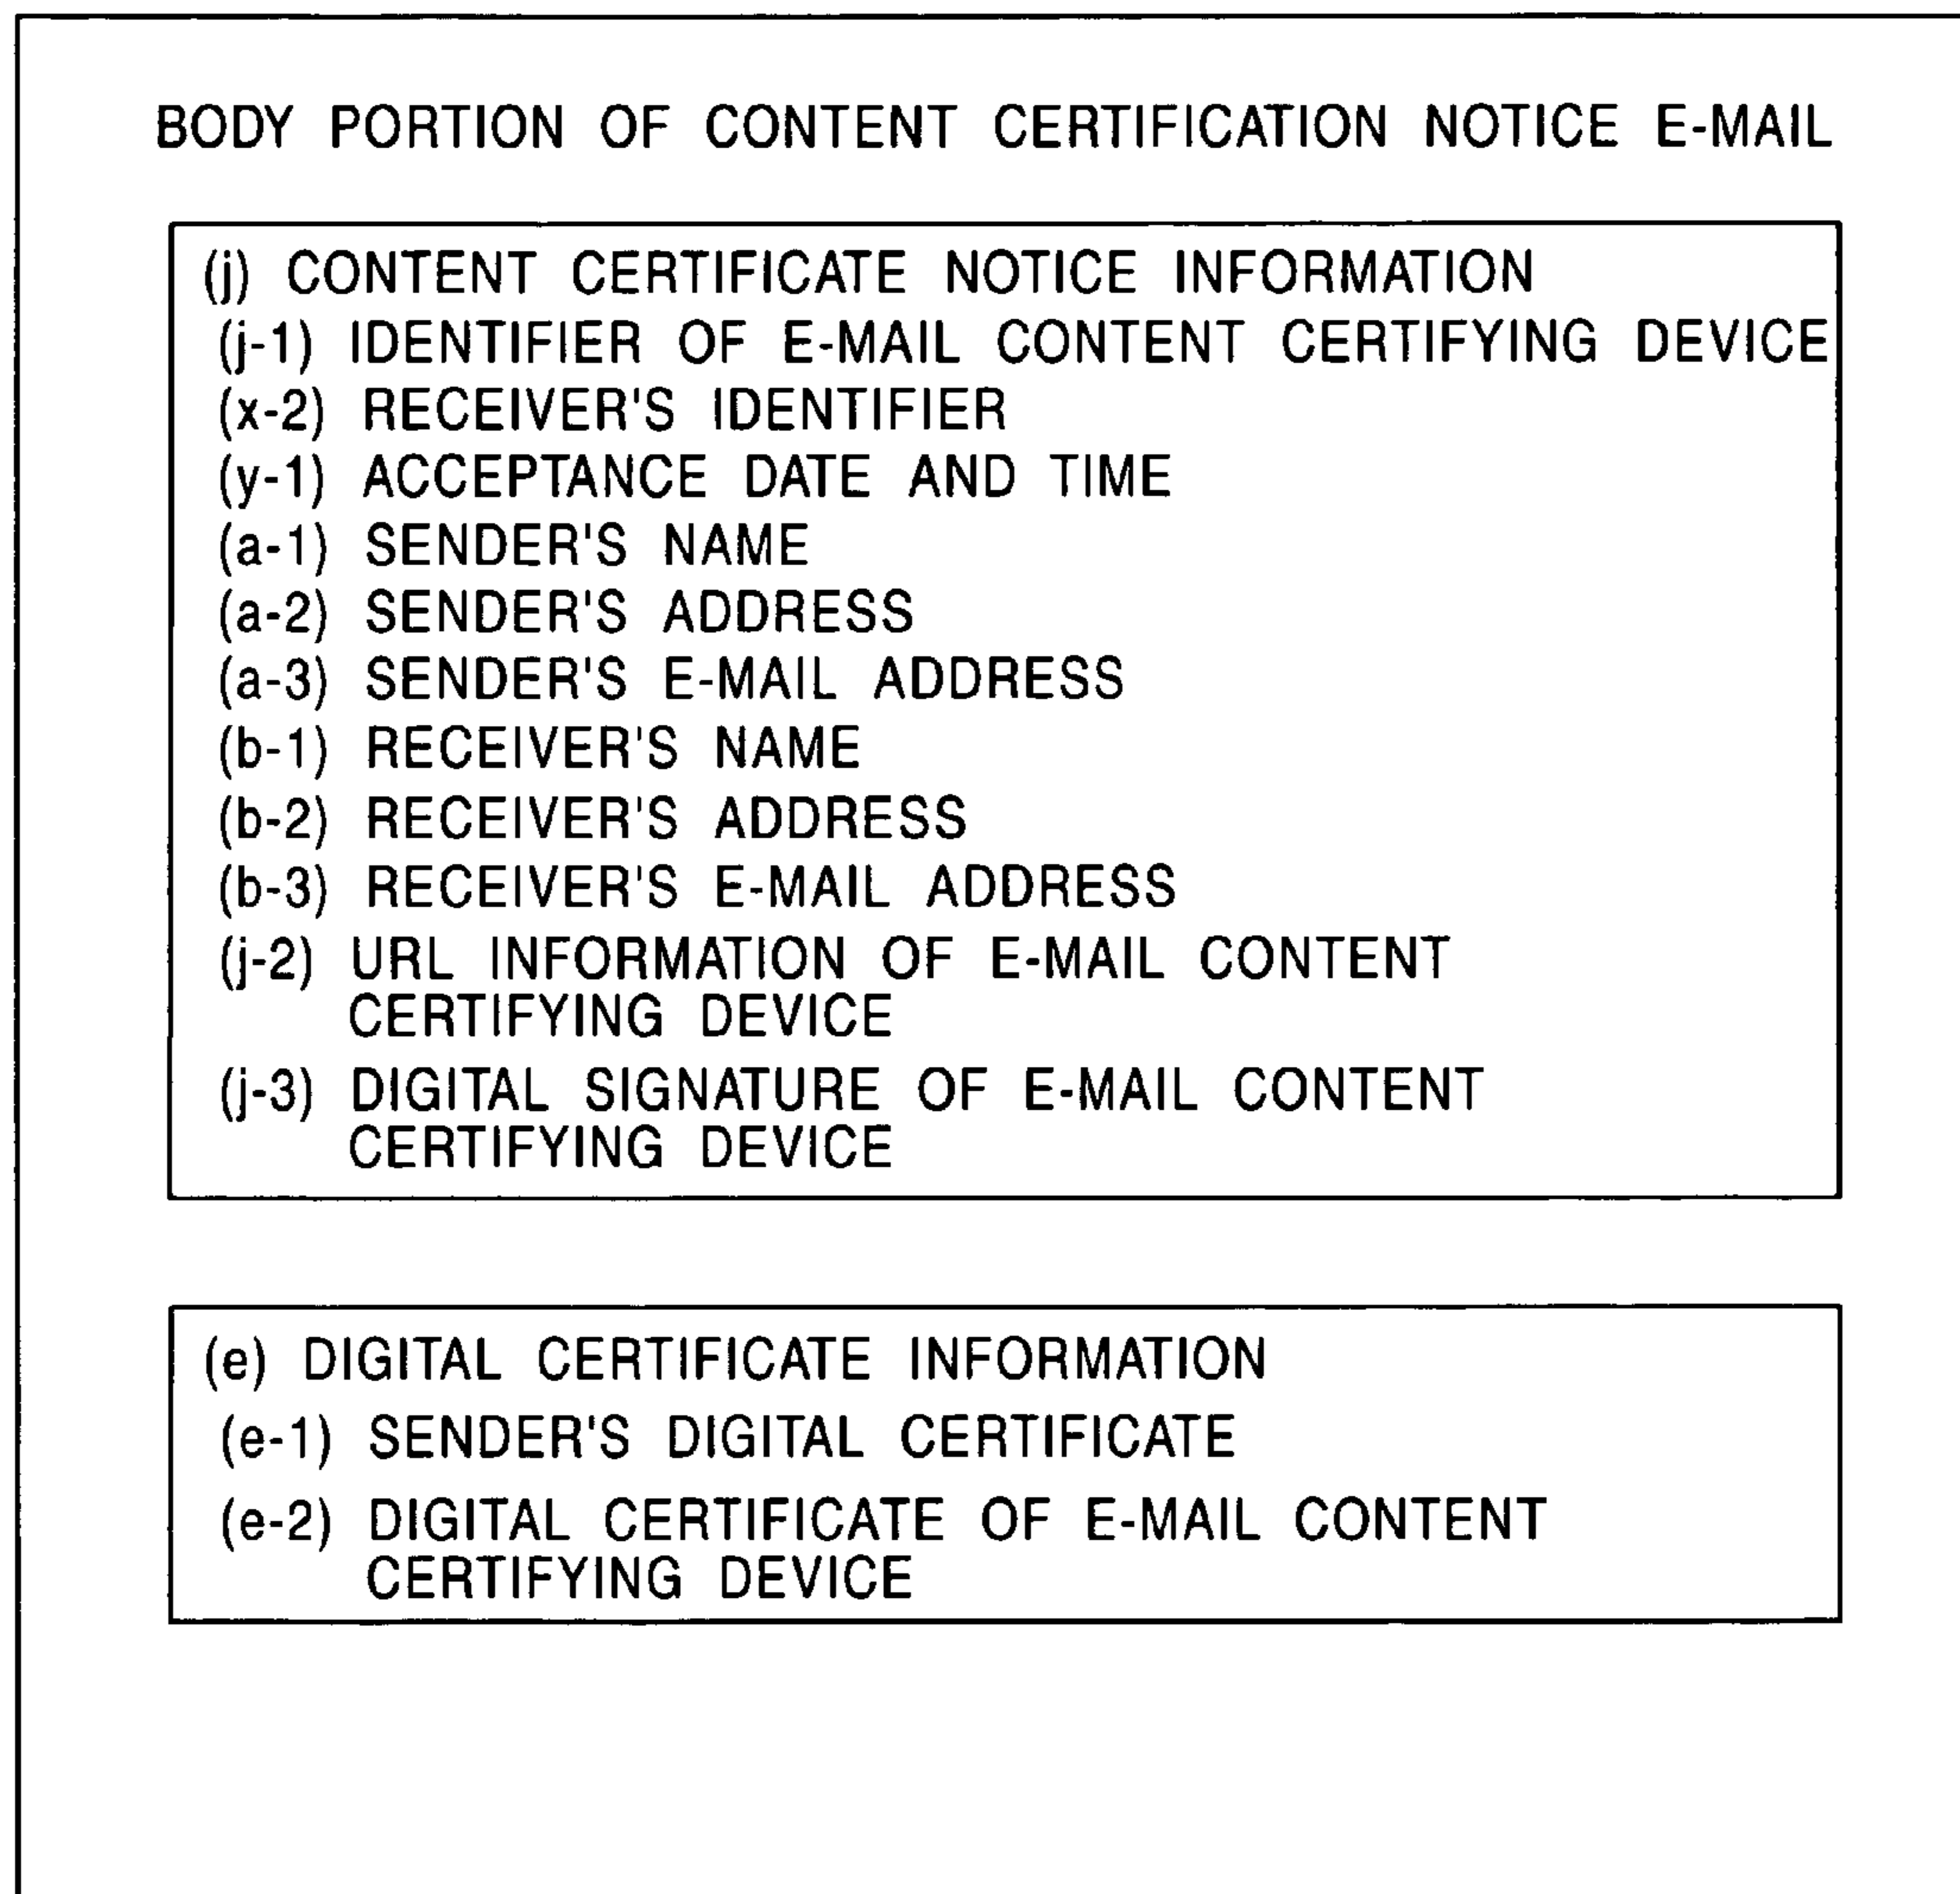 BODY PORTION OF CONTENT CERTIFICATION NOTICE E-MAIL
(j) CONTENT CERTIFICATE NOTICE INFORMATION
(j-1) IDENTIFIER OF E-MAIL CONTENT CERTIFYING DEVICE
(x-2) RECEIVER'S IDENTIFIER
(y-1) ACCEPTANCE DATE AND TIME
(a-1) SENDER'S NAME
(a-2) SENDER'S ADDRESS
(a-3) SENDER'S E-MAIL ADDRESS
(b-1) RECEIVER'S NAME
(b-2) RECEIVER'S ADDRESS
(b-3) RECEIVER'S E-MAIL ADDRESS
(j-2) URL INFORMATION OF E-MAIL CONTENT
CERTIFYING DEVICE
(j-3) DIGITAL SIGNATURE OF E-MAIL CONTENT
CERTIFYING DEVICE
(e) DIGITAL CERTIFICATE INFORMATION
(e-1) SENDER'S DIGITAL CERTIFICATE
(e-2) DIGITAL CERTIFICATE OF E-MAIL CONTENT
CERTIFYING DEVICE